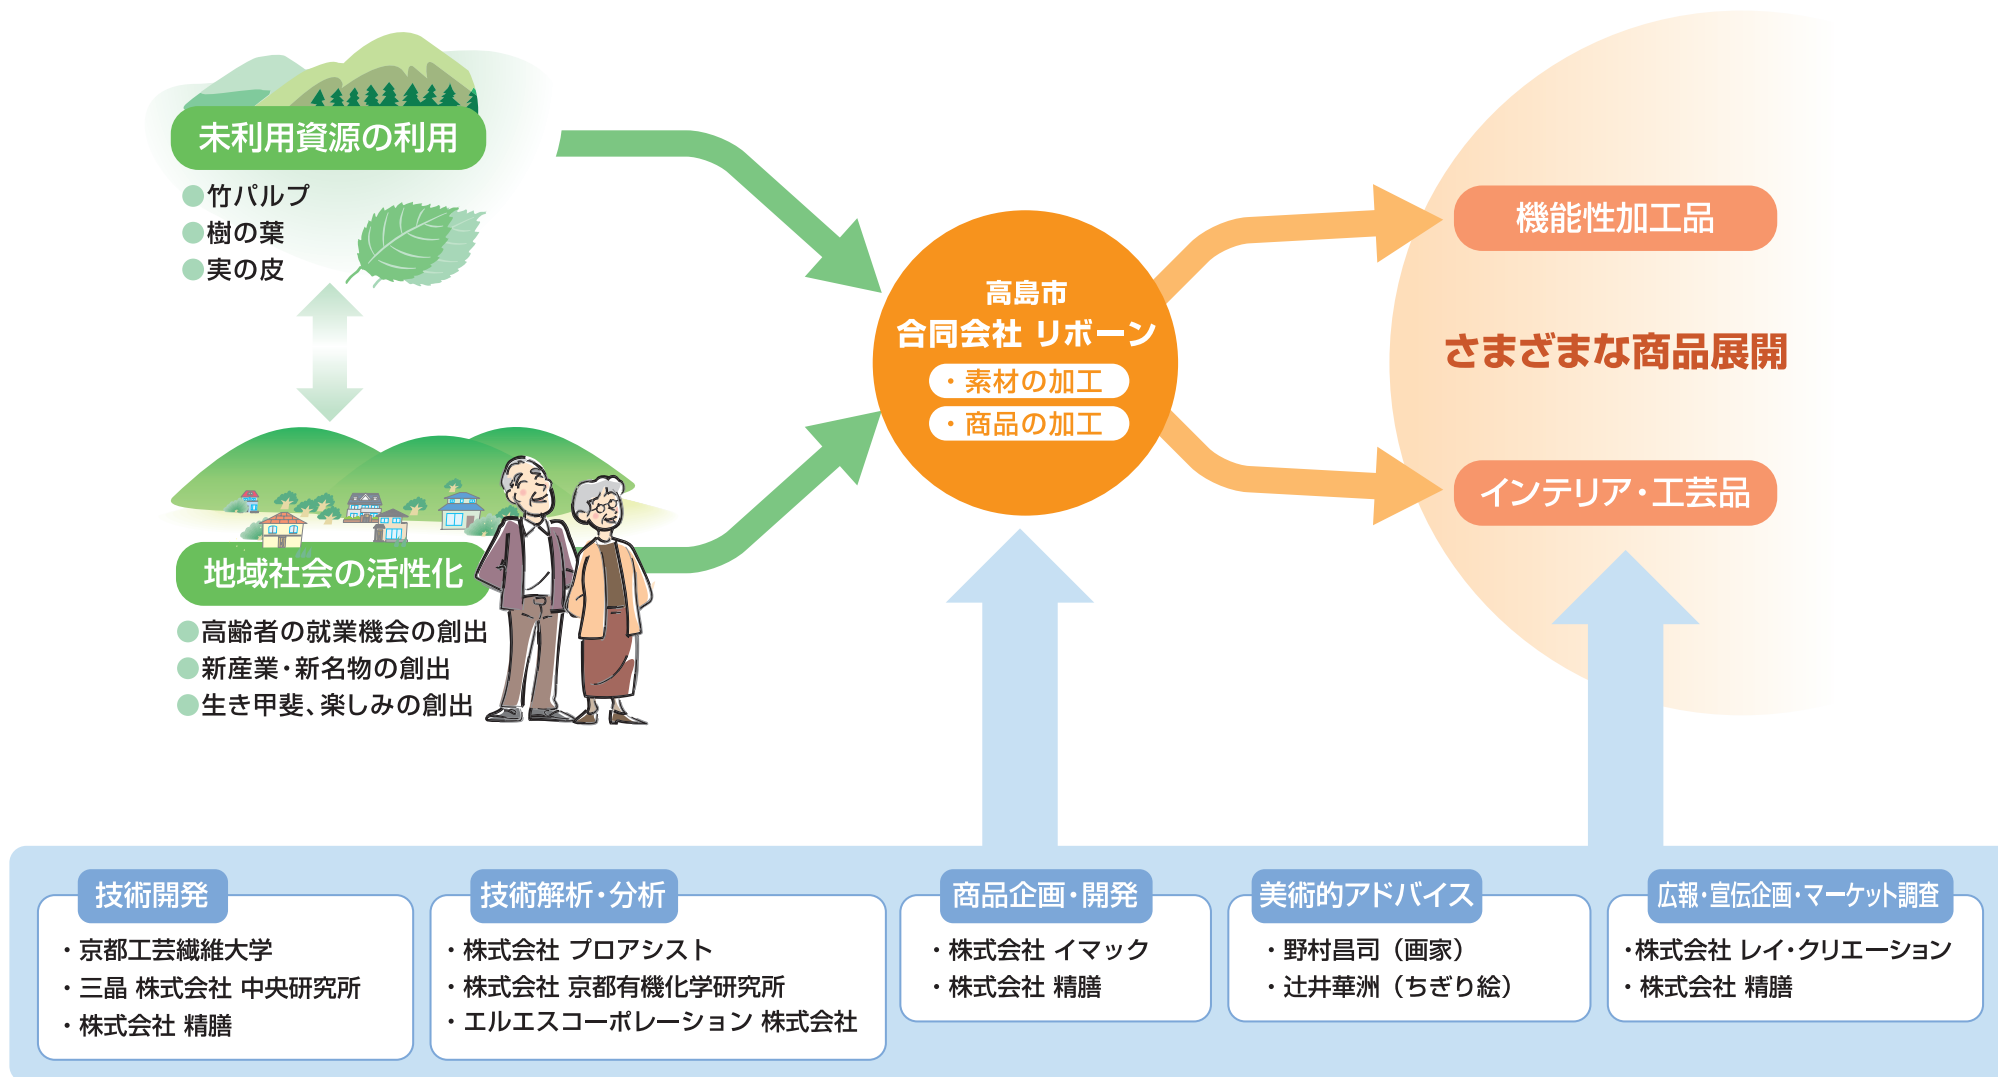 未利用資源の利用
●竹パルプ
●樹の葉
●実の皮
地域社会の活性化
●高齢者の就業機会の創出
●新産業・新名物の創出
●生き甲斐、楽しみの創出
高島市
合同会社 リボーン
・素材の加工
・商品の加工
機能性加工品
さまざまな商品展開
インテリア・工芸品
技術開発
・京都工芸繊維大学
・三晶 株式会社 中央研究所
・株式会社 精膳
技術解析・分析
・株式会社 プロアシスト
・株式会社 京都有機化学研究所
・エルエスコーポレーション 株式会社
商品企画・開発
・株式会社 イマック
・株式会社 精膳
美術的アドバイス
・野村昌司（画家）
・辻井華洲（ちぎり絵）
広報・宣伝企画・マーケット調査
・株式会社 レイ・クリエーション
・株式会社 精膳